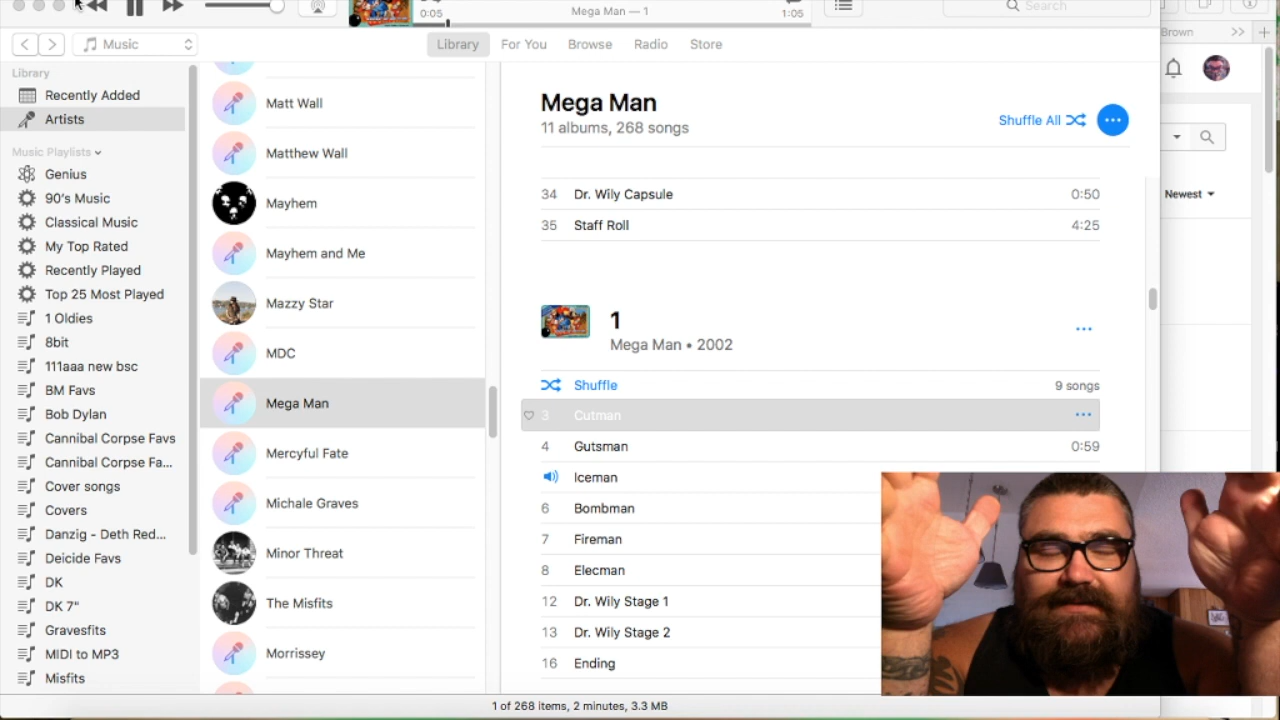 0:05
Mega Man — 1
1:05
Search
Music
Library
For You
Browse
Radio
Store
Brown
Library
Recently Added
Artists
Music Playlists
Genius
90's Music
Classical Music
My Top Rated
Recently Played
Top 25 Most Played
1 Oldies
8bit
111aaa new bsc
BM Favs
Bob Dylan
Cannibal Corpse Favs
Cannibal Corpse Fa...
Cover songs
Covers
Danzig - Deth Red...
Deicide Favs
DK
DK 7"
Gravesfits
MIDI to MP3
Misfits
Matt Wall
Matthew Wall
Mayhem
Mayhem and Me
Mazzy Star
MDC
Mega Man
Mercyful Fate
Michale Graves
Minor Threat
The Misfits
Morrissey
Mega Man
11 albums, 268 songs
Shuffle All
34 Dr. Wily Capsule 0:50
35 Staff Roll 4:25
1
Mega Man • 2002
Shuffle 9 songs
3 Cutman
4 Gutsman 0:59
Iceman
6 Bombman
7 Fireman
8 Elecman
12 Dr. Wily Stage 1
13 Dr. Wily Stage 2
16 Ending
Newest
1 of 268 items, 2 minutes, 3.3 MB